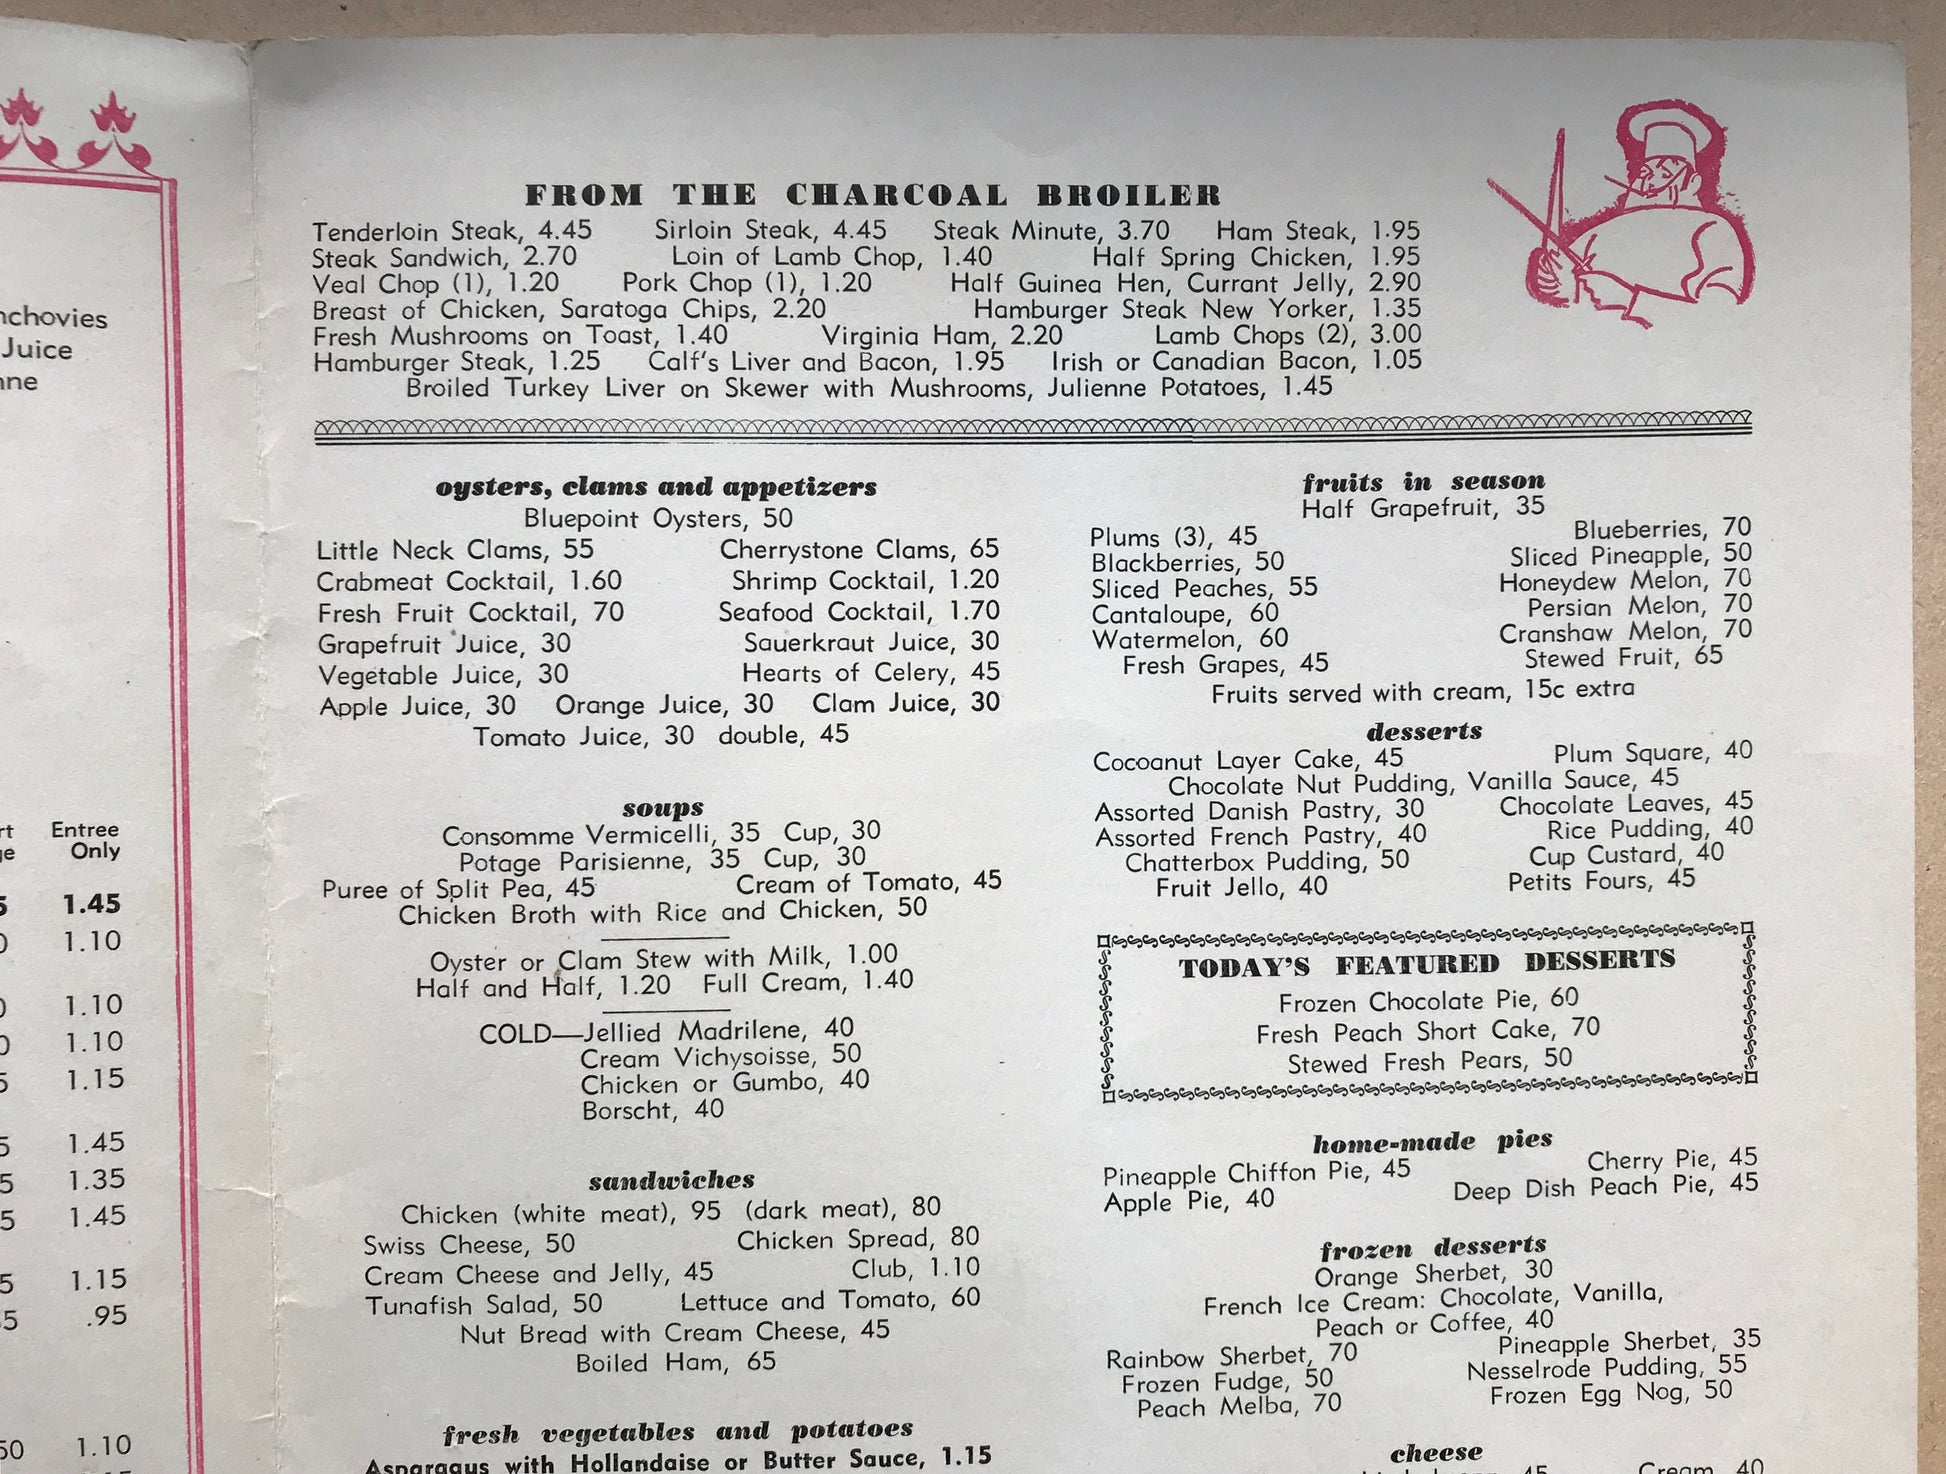 Juice
Entree
Only
1.45
1.10
1.10
1.10
1.15
1.45
1.35
1.45
1.15
.95
1.10
FROM THE CHARCOAL BROILER
Tenderloin Steak, 4.45 Sirloin Steak, 4.45 Steak Minute, 3.70 Ham Steak, 1.95
Steak Sandwich, 2.70 Loin of Lamb Chop, 1.40 Half Spring Chicken, 1.95
Veal Chop (1), 1.20 Pork Chop (1), 1.20 Half Guinea Hen, Currant Jelly, 2.90
Breast of Chicken, Saratoga Chips, 2.20 Hamburger Steak New Yorker, 1.35
Fresh Mushrooms on Toast, 1.40 Virginia Ham, 2.20 Lamb Chops (2), 3.00
Hamburger Steak, 1.25 Calf's Liver and Bacon, 1.95 Irish or Canadian Bacon, 1.05
Broiled Turkey Liver on Skewer with Mushrooms, Julienne Potatoes, 1.45
oysters, clams and appetizers
Bluepoint Oysters, 50
Little Neck Clams, 55 Cherrystone Clams, 65
Crabmeat Cocktail, 1.60 Shrimp Cocktail, 1.20
Fresh Fruit Cocktail, 70 Seafood Cocktail, 1.70
Grapefruit Juice, 30 Sauerkraut Juice, 30
Vegetable Juice, 30 Hearts of Celery, 45
Apple Juice, 30 Orange Juice, 30 Clam Juice, 30
Tomato Juice, 30 double, 45
soups
Consomme Vermicelli, 35 Cup, 30
Potage Parisienne, 35 Cup, 30
Puree of Split Pea, 45 Cream of Tomato, 45
Chicken Broth with Rice and Chicken, 50
Oyster or Clam Stew with Milk, 1.00
Half and Half, 1.20 Full Cream, 1.40
COLD—Jellied Madrilene, 40
Cream Vichysoisse, 50
Chicken or Gumbo, 40
Borscht, 40
sandwiches
Chicken (white meat), 95 (dark meat), 80
Swiss Cheese, 50 Chicken Spread, 80
Cream Cheese and Jelly, 45 Club, 1.10
Tunafish Salad, 50 Lettuce and Tomato, 60
Nut Bread with Cream Cheese, 45
Boiled Ham, 65
fresh vegetables and potatoes
Asparagus with Hollandaise or Butter Sauce, 1.15
fruits in season
Half Grapefruit, 35
Plums (3), 45 Blueberries, 70
Blackberries, 50 Sliced Pineapple, 50
Sliced Peaches, 55 Honeydew Melon, 70
Cantaloupe, 60 Persian Melon, 70
Watermelon, 60 Cranshaw Melon, 70
Fresh Grapes, 45 Stewed Fruit, 65
Fruits served with cream, 15c extra
desserts
Cocoanut Layer Cake, 45 Plum Square, 40
Chocolate Nut Pudding, Vanilla Sauce, 45
Assorted Danish Pastry, 30 Chocolate Leaves, 45
Assorted French Pastry, 40 Rice Pudding, 40
Chatterbox Pudding, 50 Cup Custard, 40
Fruit Jello, 40 Petits Fours, 45
TODAY'S FEATURED DESSERTS
Frozen Chocolate Pie, 60
Fresh Peach Short Cake, 70
Stewed Fresh Pears, 50
home-made pies
Pineapple Chiffon Pie, 45 Cherry Pie, 45
Apple Pie, 40 Deep Dish Peach Pie, 45
frozen desserts
Orange Sherbet, 30
French Ice Cream: Chocolate, Vanilla,
Peach or Coffee, 40
Rainbow Sherbet, 70 Pineapple Sherbet, 35
Frozen Fudge, 50 Nesselrode Pudding, 55
Peach Melba, 70 Frozen Egg Nog, 50
cheese
45 Cream, 40